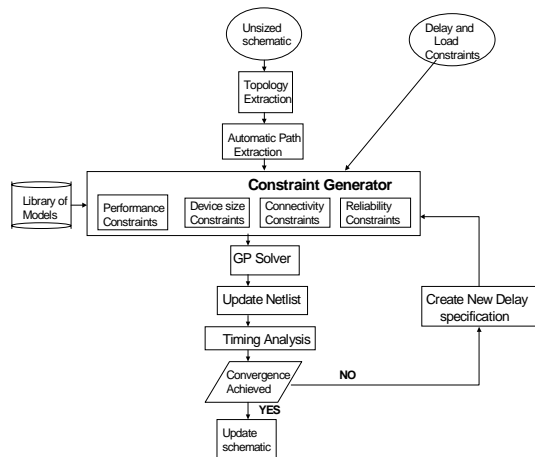 Unsized
schematic
Delay and
Load
Constraints
Topology
Extraction
Automatic Path
Extraction
Constraint Generator
Library of
Models
Performance
Constraints
Device size
Constraints
Connectivity
Constraints
Reliability
Constraints
GP Solver
Update Netlist
Create New Delay
specification
Timing Analysis
Convergence
Achieved
NO
YES
Update
schematic